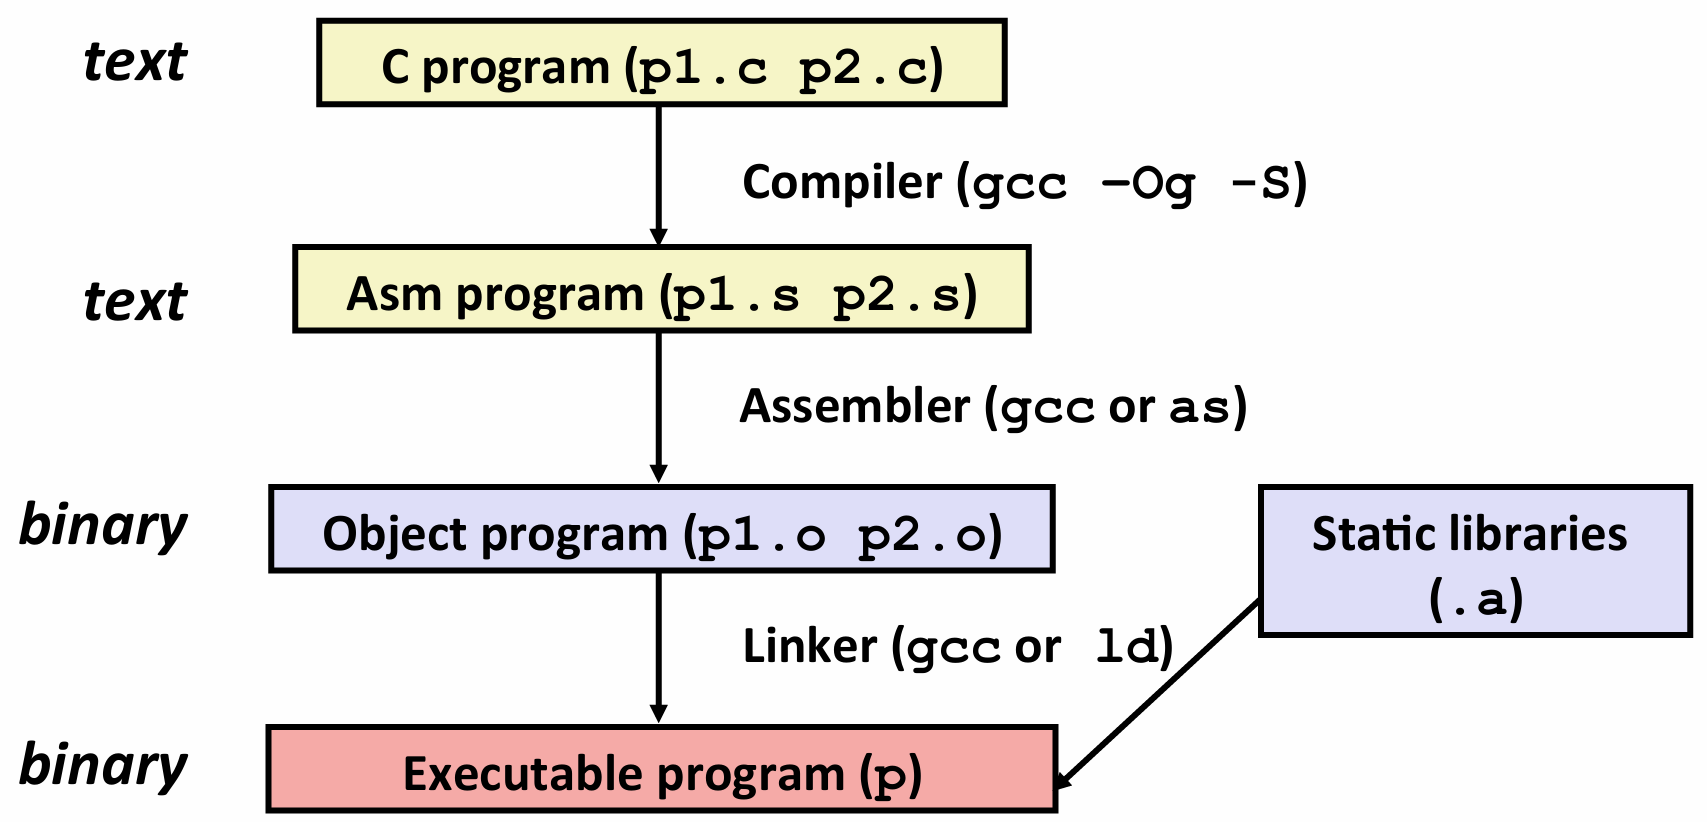 text
C program (p1.c p2.c)
Compiler (gcc –Og -S)
text
Asm program (p1.s p2.s)
Assembler (gcc or as)
binary
Object program (p1.o p2.o)
Static libraries
(.a)
Linker (gcc or ld)
binary
Executable program (p)